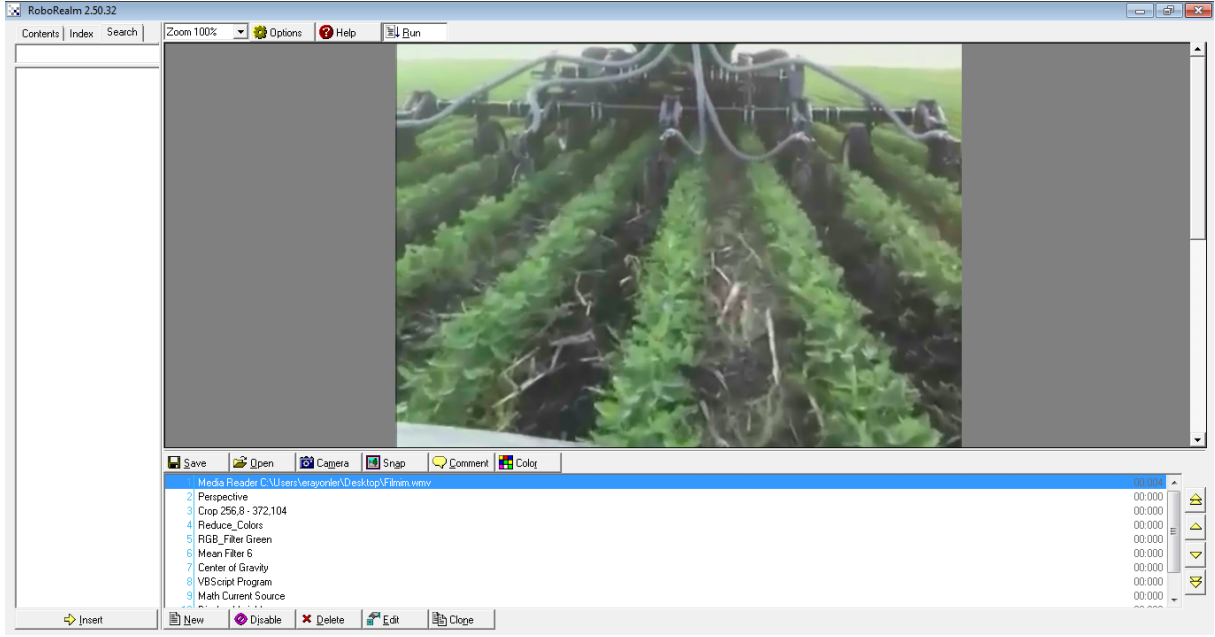 RoboRealm 2.50.32
Contents Index Search
Zoom 100% Options Help Run
Save Open Camera Snap Comment Color
1 Media Reader C:\Users\erayonler\Desktop\Filmim.wmv 00:004
2 Perspective 00:000
3 Crop 256,8 - 372,104 00:000
4 Reduce_Colors 00:000
5 RGB_Filter Green 00:000
6 Mean Filter 6 00:000
7 Center of Gravity 00:000
8 VBScript Program 00:000
9 Math Current Source 00:000
Insert New Disable Delete Edit Clone